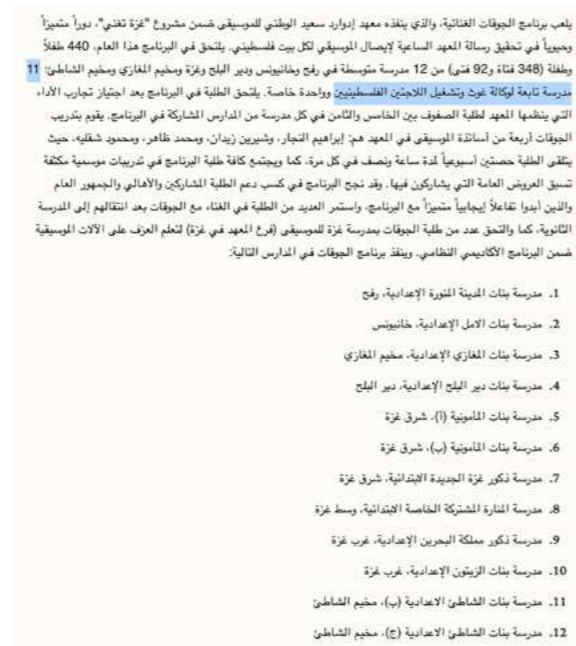 يلعب برنامج الجوقات الغنائية، والذي ينفذه معهد إدوارد سعيد الوطني للموسيقى ضمن مشروع "غزة تغني"، دوراً متميزاً
وحيوياً في تحقيق رسالة المعهد الساعية لإيصال الموسيقى لكل بيت فلسطيني. يلتحق في البرنامج هذا العام، 440 طفلاً
وطفلة (348 فتاة و92 فتى) من 12 مدرسة متوسطة في رفح وخانيونس ودير البلح وغزة ومخيم المغازي ومخيم الشاطئ؛ 11
مدرسة تابعة لوكالة غوث وتشغيل اللاجئين الفلسطينيين وواحدة خاصة. يلتحق الطلبة في البرنامج بعد اجتياز تجارب الأداء
التي ينظمها المعهد لطلبة الصفوف بين الخامس والثامن في كل مدرسة من المدارس المشاركة في البرنامج. يقوم بتدريب
الجوقات أربعة من أساتذة الموسيقى في المعهد هم: إبراهيم النجار، وشيرين زيدان، ومحمد ظاهر، ومحمود شقليه، حيث
يتلقى الطلبة حصتين أسبوعياً لمدة ساعة ونصف في كل مرة، كما ويجتمع كافة طلبة البرنامج في تدريبات موسمية مكثفة
تسبق العروض العامة التي يشاركون فيها. وقد نجح البرنامج في كسب دعم الطلبة المشاركين والأهالي والجمهور العام
والذين أبدوا تفاعلاً إيجابياً متميزاً مع البرنامج، واستمر العديد من الطلبة في الغناء مع الجوقات بعد انتقالهم إلى المدرسة
الثانوية، كما والتحق عدد من طلبة الجوقات بمدرسة غزة للموسيقى (فرع المعهد في غزة) لتعلم العزف على الآلات الموسيقية
ضمن البرنامج الأكاديمي النظامي. وينفذ برنامج الجوقات في المدارس التالية:
1. مدرسة بنات المدينة المنورة الإعدادية، رفح
2. مدرسة بنات الامل الإعدادية، خانيونس
3. مدرسة بنات المغازي الإعدادية، مخيم المغازي
4. مدرسة بنات دير البلح الإعدادية، دير البلح
5. مدرسة بنات المأمونية (أ)، شرق غزة
6. مدرسة بنات المأمونية (ب)، شرق غزة
7. مدرسة ذكور غزة الجديدة الابتدائية، شرق غزة
8. مدرسة المنارة المشتركة الخاصة الابتدائية، وسط غزة
9. مدرسة ذكور مملكة البحرين الإعدادية، غرب غزة
10. مدرسة بنات الزيتون الإعدادية، غرب غزة
11. مدرسة بنات الشاطئ الاعدادية (ب)، مخيم الشاطئ
12. مدرسة بنات الشاطئ الاعدادية (ج)، مخيم الشاطئ